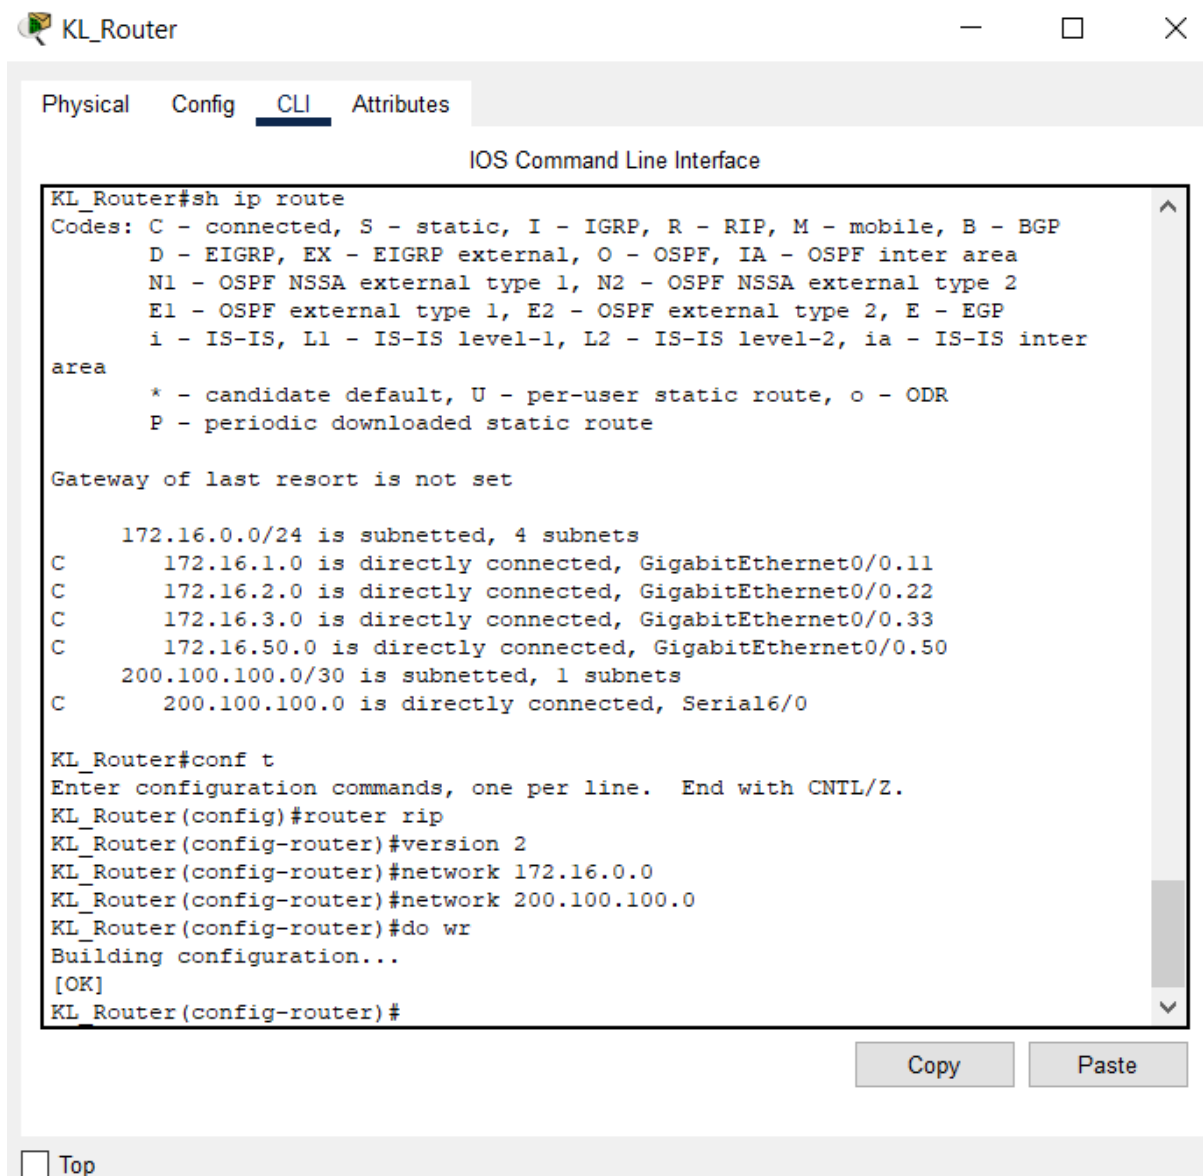 KL_Router
Physical Config CLI Attributes
IOS Command Line Interface
KL_Router#sh ip route
Codes: C - connected, S - static, I - IGRP, R - RIP, M - mobile, B - BGP
D - EIGRP, EX - EIGRP external, O - OSPF, IA - OSPF inter area
N1 - OSPF NSSA external type 1, N2 - OSPF NSSA external type 2
E1 - OSPF external type 1, E2 - OSPF external type 2, E - EGP
i - IS-IS, L1 - IS-IS level-1, L2 - IS-IS level-2, ia - IS-IS inter
area
* - candidate default, U - per-user static route, o - ODR
P - periodic downloaded static route
Gateway of last resort is not set
172.16.0.0/24 is subnetted, 4 subnets
C 172.16.1.0 is directly connected, GigabitEthernet0/0.11
C 172.16.2.0 is directly connected, GigabitEthernet0/0.22
C 172.16.3.0 is directly connected, GigabitEthernet0/0.33
C 172.16.50.0 is directly connected, GigabitEthernet0/0.50
200.100.100.0/30 is subnetted, 1 subnets
C 200.100.100.0 is directly connected, Serial6/0
KL_Router#conf t
Enter configuration commands, one per line. End with CNTL/Z.
KL_Router(config)#router rip
KL_Router(config-router)#version 2
KL_Router(config-router)#network 172.16.0.0
KL_Router(config-router)#network 200.100.100.0
KL_Router(config-router)#do wr
Building configuration...
[OK]
KL_Router(config-router)#
Copy Paste
Top